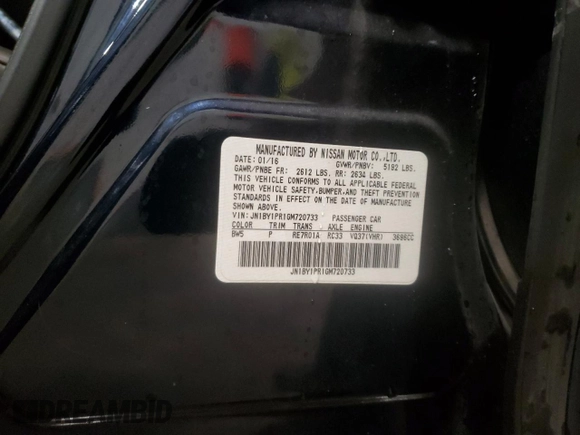 MANUFACTURED BY NISSAN MOTOR CO.,LTD.
DATE: 01/16 GVWR/PNBV: 5192 LBS.
GAWR/PNBE FR: 2612 LBS. RR: 2634 LBS.
THIS VEHICLE CONFORMS TO ALL APPLICABLE FEDERAL
MOTOR VEHICLE SAFETY,BUMPER,AND THEFT PREVENTION
STANDARDS IN EFFECT ON THE DATE OF MANUFACTURE
SHOWN ABOVE.
VIN: JN1BY1PR1GM720733 PASSENGER CAR
COLOR TRIM TRANS AXLE ENGINE
BW5 P RE7R01A RC33 VQ37(VHR) 3696CC
JN1BY1PR1GM720733
DREAMBID